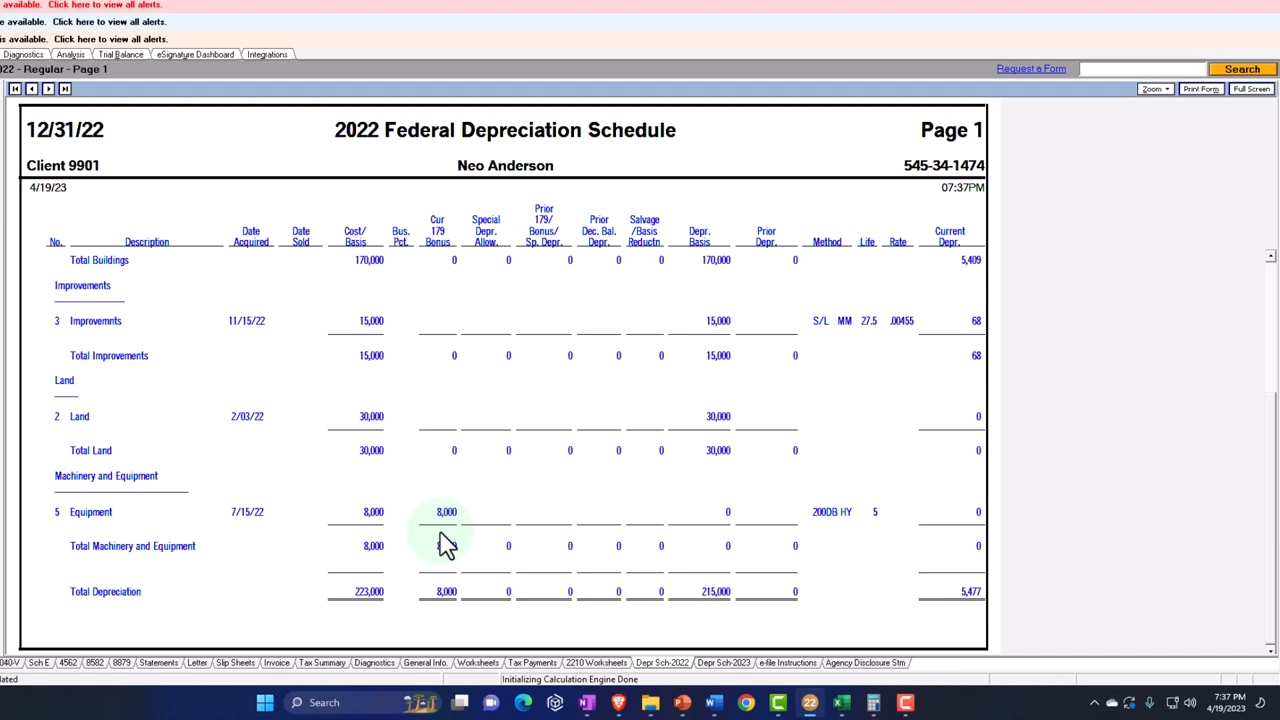 available. Click here to view all alerts.
e available. Click here to view all alerts.
is available. Click here to view all alerts.
Diagnostics Analysis Trial Balance eSignature Dashboard Integrations
022 - Regular - Page 1 Request a Form Search
Zoom Print Form Full Screen
12/31/22 2022 Federal Depreciation Schedule Page 1
Client 9901 Neo Anderson 545-34-1474
4/19/23 07:37PM
Prior
Cur Special 179/ Prior Salvage
Date Date Cost/ Bus. 179 Depr. Bonus/ Dec. Bal. /Basis Depr. Prior Current
No. Description Acquired Sold Basis Pct. Bonus Allow. Sp. Depr. Depr. Reductn Basis Depr. Method Life Rate Depr.
Total Buildings 170,000 0 0 0 0 0 170,000 0 5,409
Improvements
3 Improvemnts 11/15/22 15,000 15,000 S/L MM 27.5 .00455 68
Total Improvements 15,000 0 0 0 0 0 15,000 0 68
Land
2 Land 2/03/22 30,000 30,000 0
Total Land 30,000 0 0 0 0 0 30,000 0 0
Machinery and Equipment
5 Equipment 7/15/22 8,000 8,000 0 200DB HY 5 0
Total Machinery and Equipment 8,000 0 0 0 0 0 0 0
Total Depreciation 223,000 8,000 0 0 0 0 215,000 0 5,477
040-V Sch E 4562 8582 8879 Statements Letter Slip Sheets Invoice Tax Summary Diagnostics General Info. Worksheets Tax Payments 2210 Worksheets Depr Sch-2022 Depr Sch-2023 e-file Instructions Agency Disclosure Stm
lated Initializing Calculation Engine Done
Search 22 7:37 PM
4/19/2023